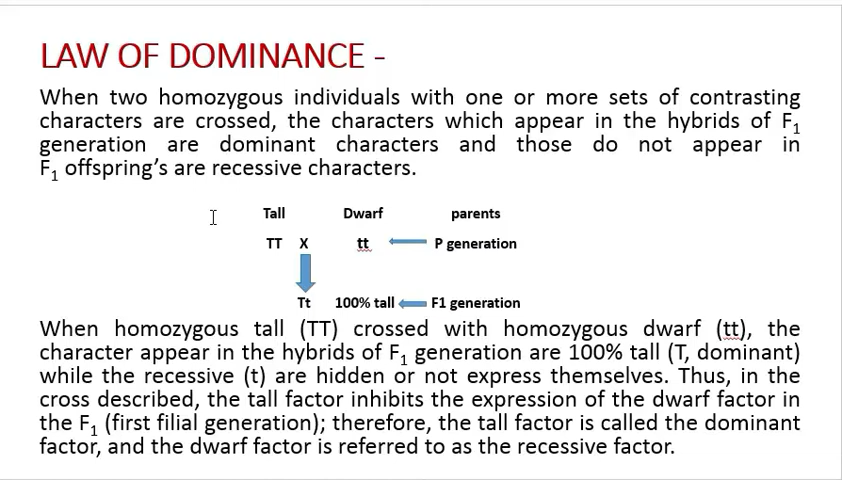 LAW OF DOMINANCE -
When two homozygous individuals with one or more sets of contrasting
characters are crossed, the characters which appear in the hybrids of F1
generation are dominant characters and those do not appear in
F1 offspring's are recessive characters.
Tall Dwarf parents
TT X tt P generation
Tt 100% tall F1 generation
When homozygous tall (TT) crossed with homozygous dwarf (tt), the
character appear in the hybrids of F1 generation are 100% tall (T, dominant)
while the recessive (t) are hidden or not express themselves. Thus, in the
cross described, the tall factor inhibits the expression of the dwarf factor in
the F1 (first filial generation); therefore, the tall factor is called the dominant
factor, and the dwarf factor is referred to as the recessive factor.